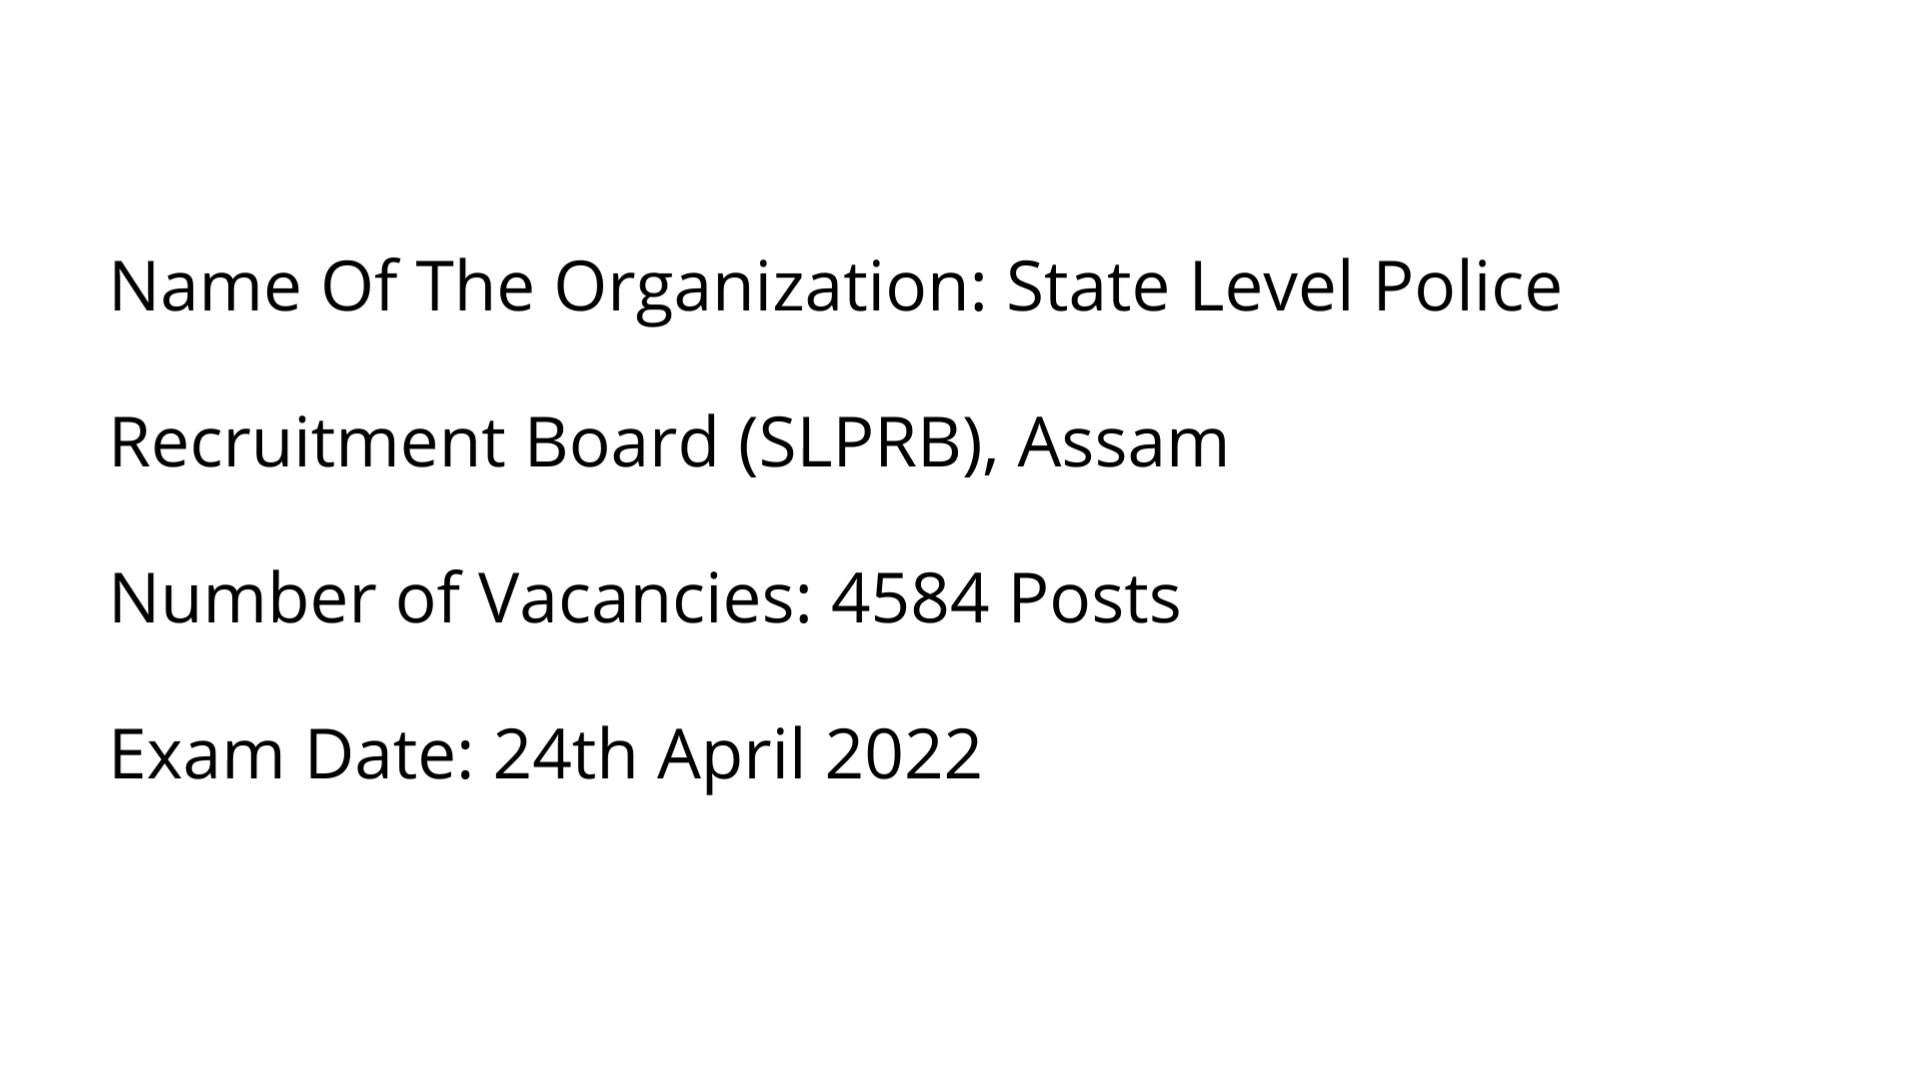 Name Of The Organization: State Level Police
Recruitment Board (SLPRB), Assam
Number of Vacancies: 4584 Posts
Exam Date: 24th April 2022